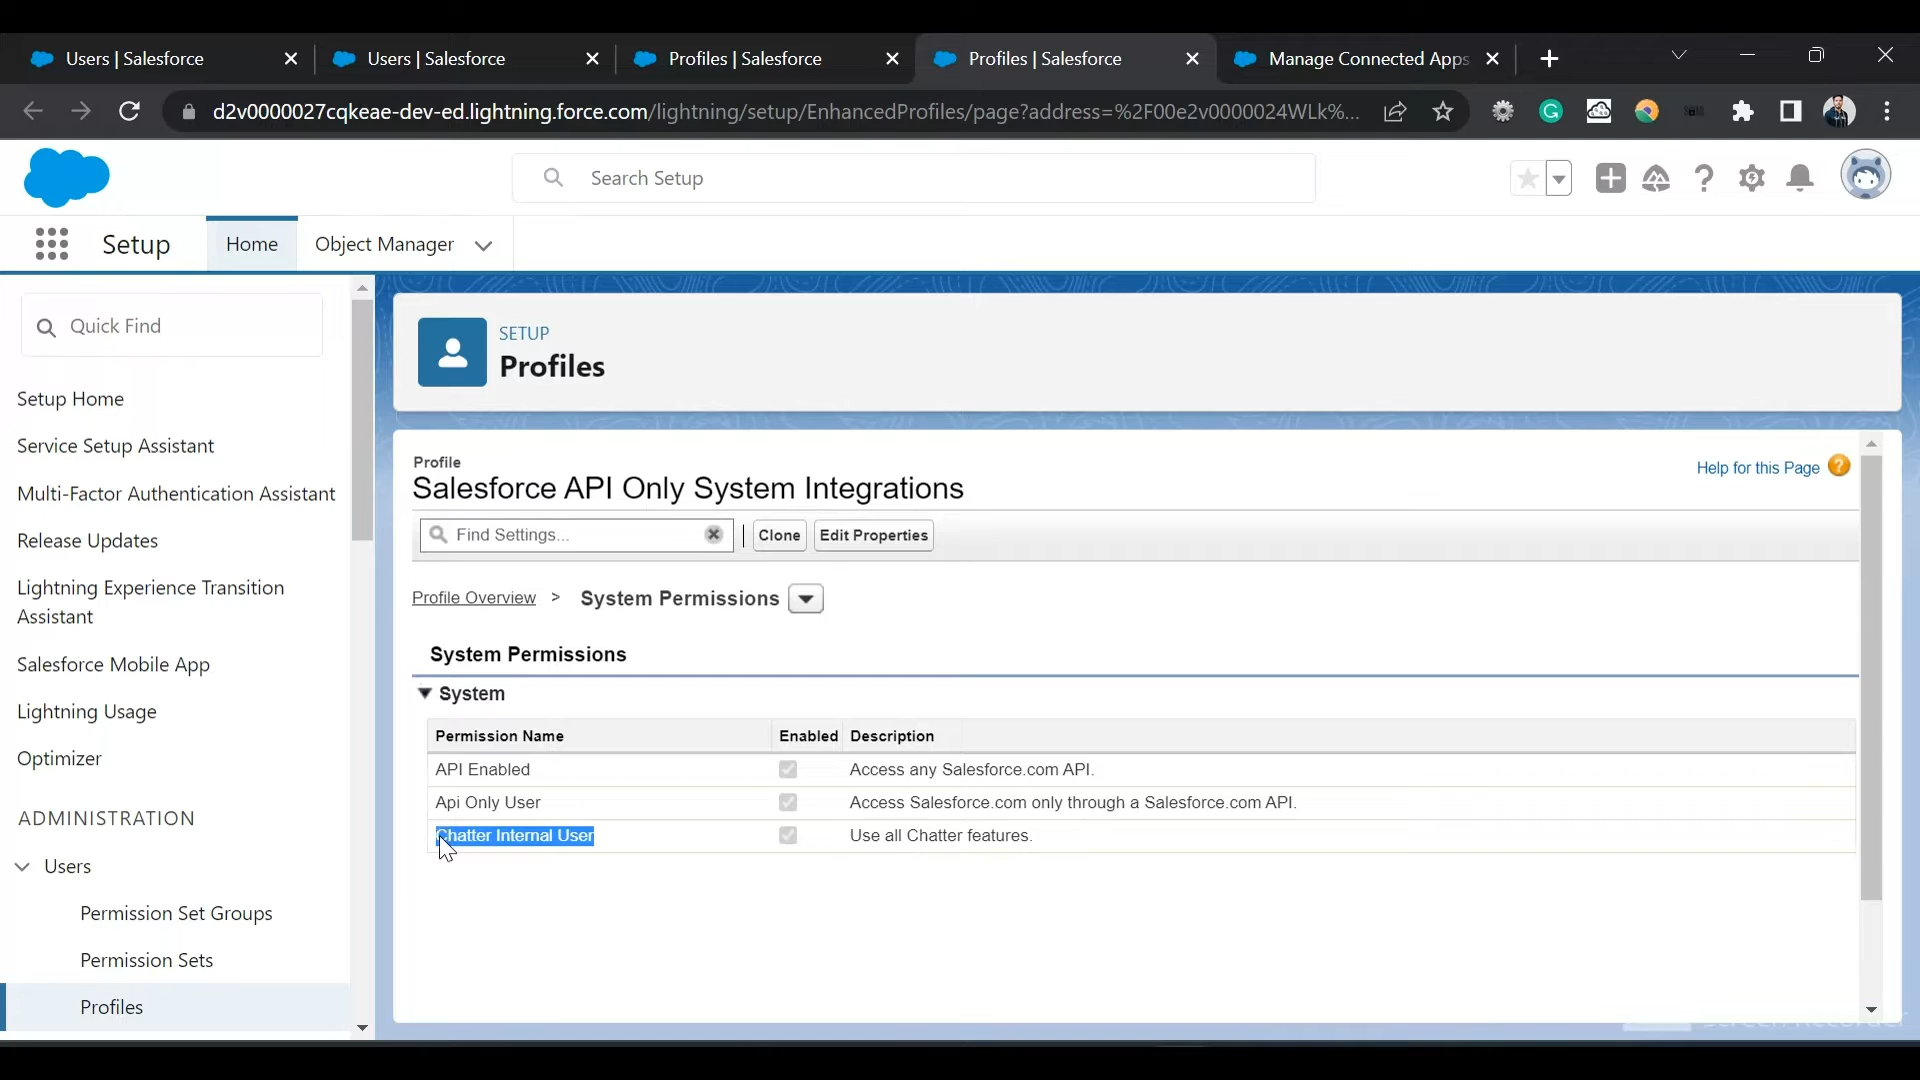 Users | Salesforce
Users | Salesforce
Profiles | Salesforce
Profiles | Salesforce
Manage Connected Apps
d2v0000027cqkeae-dev-ed.lightning.force.com/lightning/setup/EnhancedProfiles/page?address=%2F00e2v0000024WLk%...
Search Setup
Setup
Home
Object Manager
Quick Find
Setup Home
Service Setup Assistant
Multi-Factor Authentication Assistant
Release Updates
Lightning Experience Transition
Assistant
Salesforce Mobile App
Lightning Usage
Optimizer
ADMINISTRATION
Users
Permission Set Groups
Permission Sets
Profiles
SETUP
Profiles
Profile
Salesforce API Only System Integrations
Help for this Page
Find Settings...
Clone
Edit Properties
Profile Overview > System Permissions
System Permissions
System
Permission Name Enabled Description
API Enabled Access any Salesforce.com API.
Api Only User Access Salesforce.com only through a Salesforce.com API.
Chatter Internal User Use all Chatter features.